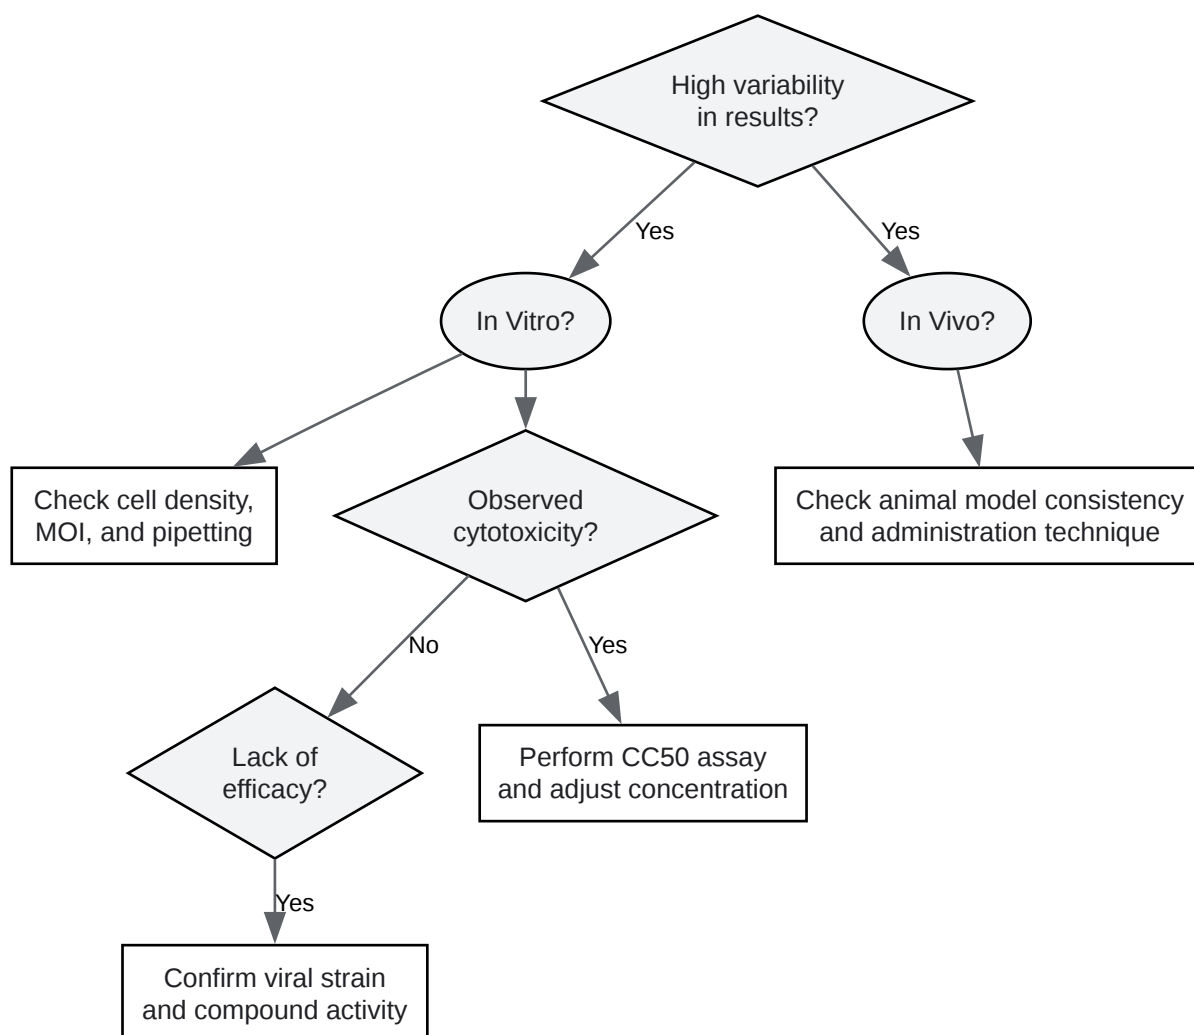 High variability
in results?
Yes
Yes
In Vitro?
In Vivo?
Check cell density,
MOI, and pipetting
Observed
cytotoxicity?
Check animal model consistency
and administration technique
No
Yes
Lack of
efficacy?
Perform CC50 assay
and adjust concentration
Yes
Confirm viral strain
and compound activity